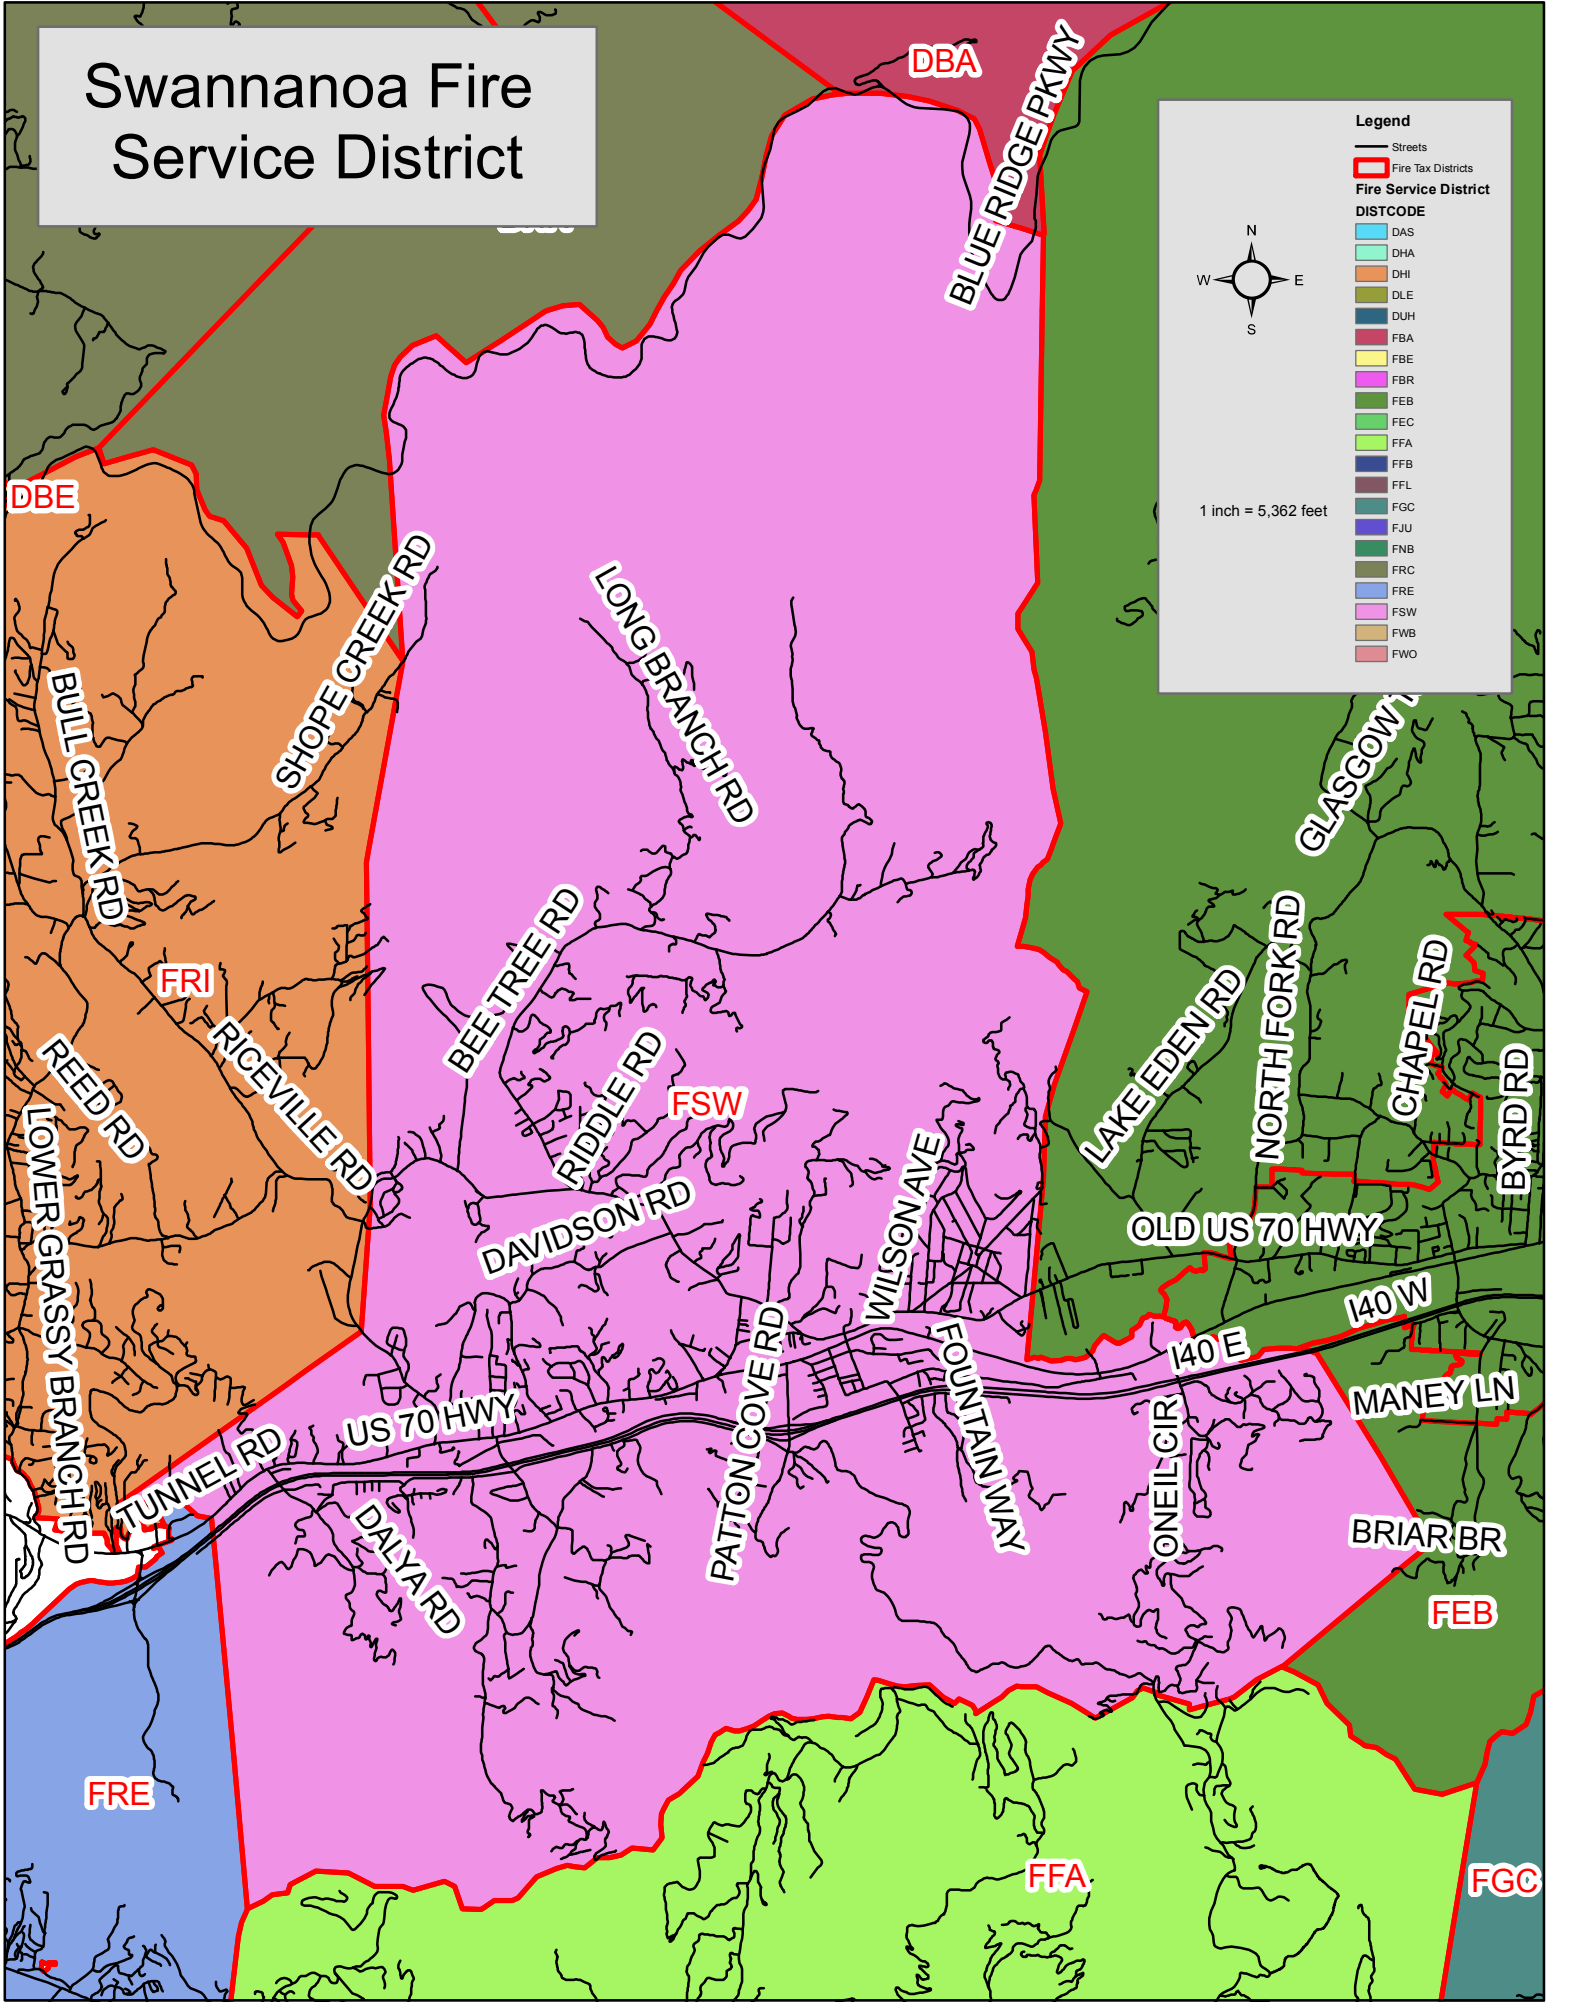 Swannanoa Fire
Service District
DBA
BLUE RIDGE PKWY
Legend
Streets
Fire Tax Districts
Fire Service District
DISTCODE
DAS
DHA
DHI
DLE
DUH
FBA
FBE
FBR
FEB
FEC
FFA
FFB
FFL
FGC
FJU
FNB
FRC
FRE
FSW
FWB
FWO
N
W
E
S
1 inch = 5,362 feet
DBE
SHOPE CREEK RD
LONG BRANCH RD
BULL CREEK RD
GLASGOW
BEE TREE RD
NORTH FORK RD
CHAPEL RD
FRI
LAKE EDEN RD
RICEVILLE RD
REED RD
RIDDLE RD
FSW
BYRD RD
LOWER GRASSY BRANCH RD
WILSON AVE
DAVIDSON RD
OLD US 70 HWY
I40 W
I40 E
PATTON COVE RD
FOUNTAIN WAY
US 70 HWY
MANEY LN
ONEIL CIR
TUNNEL RD
DALYA RD
BRIAR BR
FEB
FRE
FFA
FGC